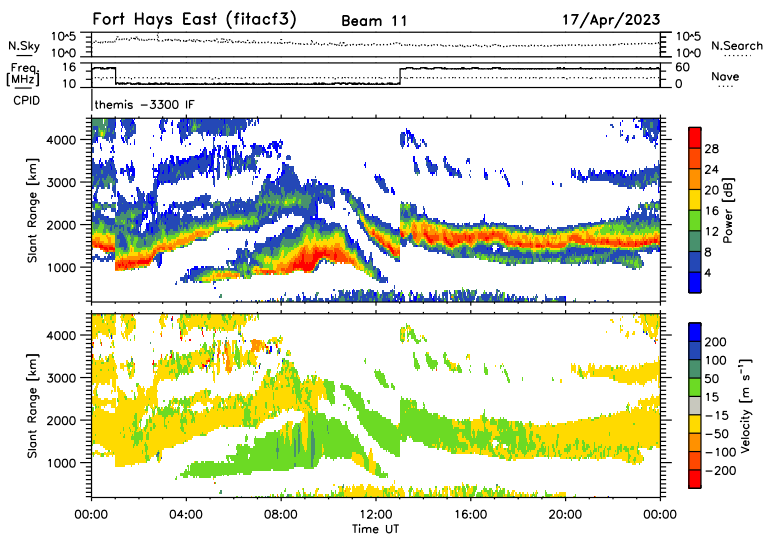 Fort Hays East (fitacf3) Beam 11 17/Apr/2023
N.Sky 10^5 10^0 10^5 10^0 N.Search
Freq. [MHz] 16 10 60 0 Nave
CPID themis -3300 IF
Slant Range [km]
4000
3000
2000
1000
Power [dB]
28
24
20
16
12
8
4
Slant Range [km]
4000
3000
2000
1000
Velocity [m s⁻¹]
200
100
50
15
-15
-50
-100
-200
00:00 04:00 08:00 12:00 16:00 20:00 00:00
Time UT